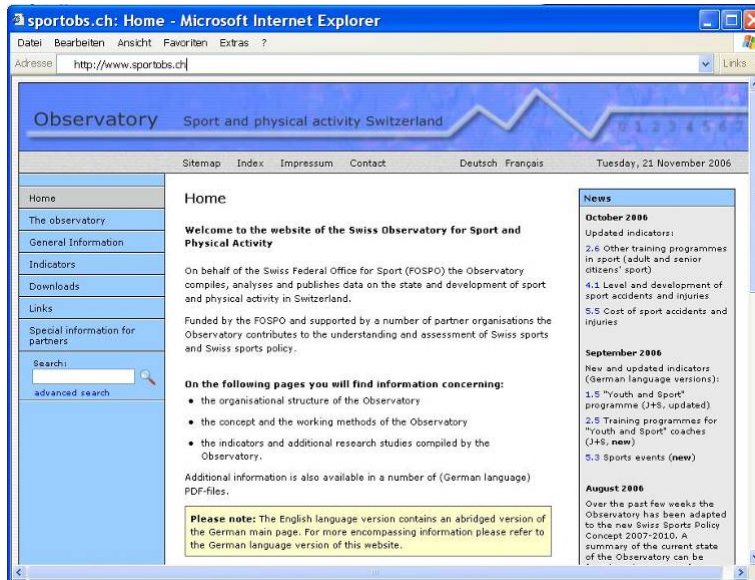 sportobs.ch: Home - Microsoft Internet Explorer
Datei Bearbeiten Ansicht Favoriten Extras ?
Adresse http://www.sportobs.ch Links
Observatory Sport and physical activity Switzerland
0 1 2 3 4 5 6 7
Sitemap Index Impressum Contact Deutsch Français Tuesday, 21 November 2006
Home
The observatory
General Information
Indicators
Downloads
Links
Special information for
partners
Search:
advanced search
Home
Welcome to the website of the Swiss Observatory for Sport and
Physical Activity
On behalf of the Swiss Federal Office for Sport (FOSPO) the Observatory
compiles, analyses and publishes data on the state and development of sport
and physical activity in Switzerland.
Funded by the FOSPO and supported by a number of partner organisations the
Observatory contributes to the understanding and assessment of Swiss sports
and Swiss sports policy.
On the following pages you will find information concerning:
• the organisational structure of the Observatory
• the concept and the working methods of the Observatory
• the indicators and additional research studies compiled by the
Observatory.
Additional information is also available in a number of (German language)
PDF-files.
Please note: The English language version contains an abridged version of
the German main page. For more encompassing information please refer to
the German language version of this website.
News
October 2006
Updated indicators:
2.6 Other training programmes
in sport (adult and senior
citizens' sport)
4.1 Level and development of
sport accidents and injuries
5.5 Cost of sport accidents and
injuries
September 2006
New and updated indicators
(German language versions):
1.5 "Youth and Sport"
programme (J+S, updated)
2.5 Training programmes for
"Youth and Sport" coaches
(J+S, new)
5.3 Sports events (new)
August 2006
Over the past few weeks the
Observatory has been adapted
to the new Swiss Sports Policy
Concept 2007-2010. A
summary of the current state
of the Observatory can be